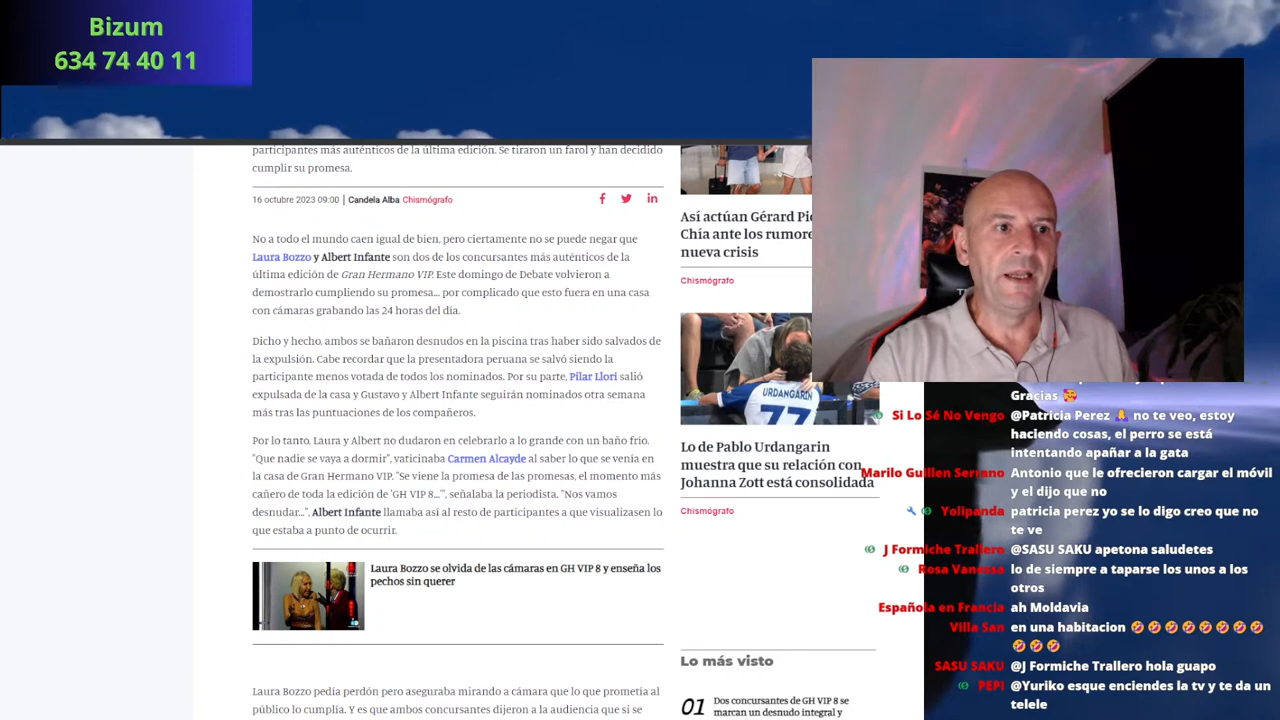 Bizum
634 74 40 11
participantes más auténticos de la última edición. Se tiraron un farol y han decidido
cumplir su promesa.
16 octubre 2023 09:00 | Candela Alba Chismógrafo
No a todo el mundo caen igual de bien, pero ciertamente no se puede negar que
Laura Bozzo y Albert Infante son dos de los concursantes más auténticos de la
última edición de Gran Hermano VIP. Este domingo de Debate volvieron a
demostrarlo cumpliendo su promesa... por complicado que esto fuera en una casa
con cámaras grabando las 24 horas del día.
Dicho y hecho, ambos se bañaron desnudos en la piscina tras haber sido salvados de
la expulsión. Cabe recordar que la presentadora peruana se salvó siendo la
participante menos votada de todos los nominados. Por su parte, Pilar Llori salió
expulsada de la casa y Gustavo y Albert Infante seguirán nominados otra semana
más tras las puntuaciones de los compañeros.
Por lo tanto, Laura y Albert no dudaron en celebrarlo a lo grande con un baño frío.
"Que nadie se vaya a dormir", vaticinaba Carmen Alcayde al saber lo que se venía en
la casa de Gran Hermano VIP. "Se viene la promesa de las promesas, el momento más
cañero de toda la edición de 'GH VIP 8...'", señalaba la periodista. "Nos vamos
desnudar...", Albert Infante llamaba así al resto de participantes a que visualizasen lo
que estaba a punto de ocurrir.
Laura Bozzo se olvida de las cámaras en GH VIP 8 y enseña los
pechos sin querer
Laura Bozzo pedía perdón pero aseguraba mirando a cámara que lo que prometía al
público lo cumplía. Y es que ambos concursantes dijeron a la audiencia que si se
Así actúan Gérard Pi
Chía ante los rumore
nueva crisis
Chismógrafo
URDANGARIN
77
Lo de Pablo Urdangarin
muestra que su relación con
Johanna Zott está consolidada
Chismógrafo
Lo más visto
01 Dos concursantes de GH VIP 8 se
marcan un desnudo integral y
Gracias 🥰
Si Lo Sé No Vengo @Patricia Perez 🙏 no te veo, estoy
haciendo cosas, el perro se está
intentando apañar a la gata
Marilo Guillen Serrano Antonio que le ofrecieron cargar el móvil
y el dijo que no
Yolipanda patricia perez yo se lo digo creo que no
te ve
J Formiche Trallero @SASU SAKU apetona saludetes
Rosa Vanessa lo de siempre a taparse los unos a los
otros
Española en Francia ah Moldavia
Villa San en una habitacion 🤣🤣🤣🤣🤣🤣🤣🤣
🤣🤣🤣
SASU SAKU @J Formiche Trallero hola guapo
PEPI @Yuriko esque enciendes la tv y te da un
telele